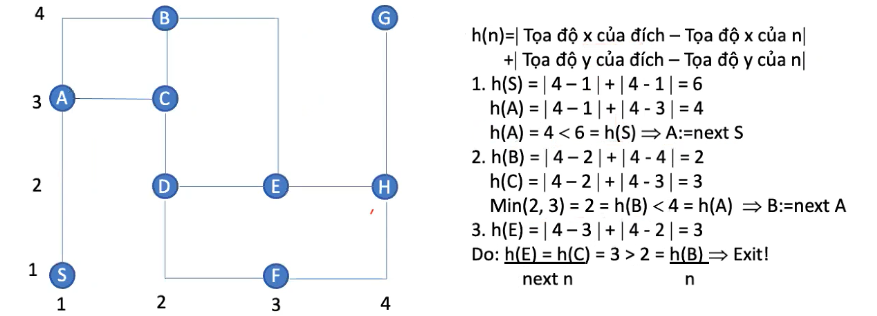 4
B
G
3
A
C
2
D
E
H
1
S
F
1
2
3
4
h(n)=| Tọa độ x của đích – Tọa độ x của n|
+| Tọa độ y của đích – Tọa độ y của n|
1. h(S) = | 4 – 1 | + | 4 - 1 | = 6
h(A) = | 4 – 1 | + | 4 - 3 | = 4
h(A) = 4 < 6 = h(S) ⟹ A:=next S
2. h(B) = | 4 – 2 | + | 4 - 4 | = 2
h(C) = | 4 – 2 | + | 4 - 3 | = 3
Min(2, 3) = 2 = h(B) < 4 = h(A) ⟹ B:=next A
3. h(E) = | 4 – 3 | + | 4 - 2 | = 3
Do: h(E) = h(C) = 3 > 2 = h(B) ⟹ Exit!
next n n